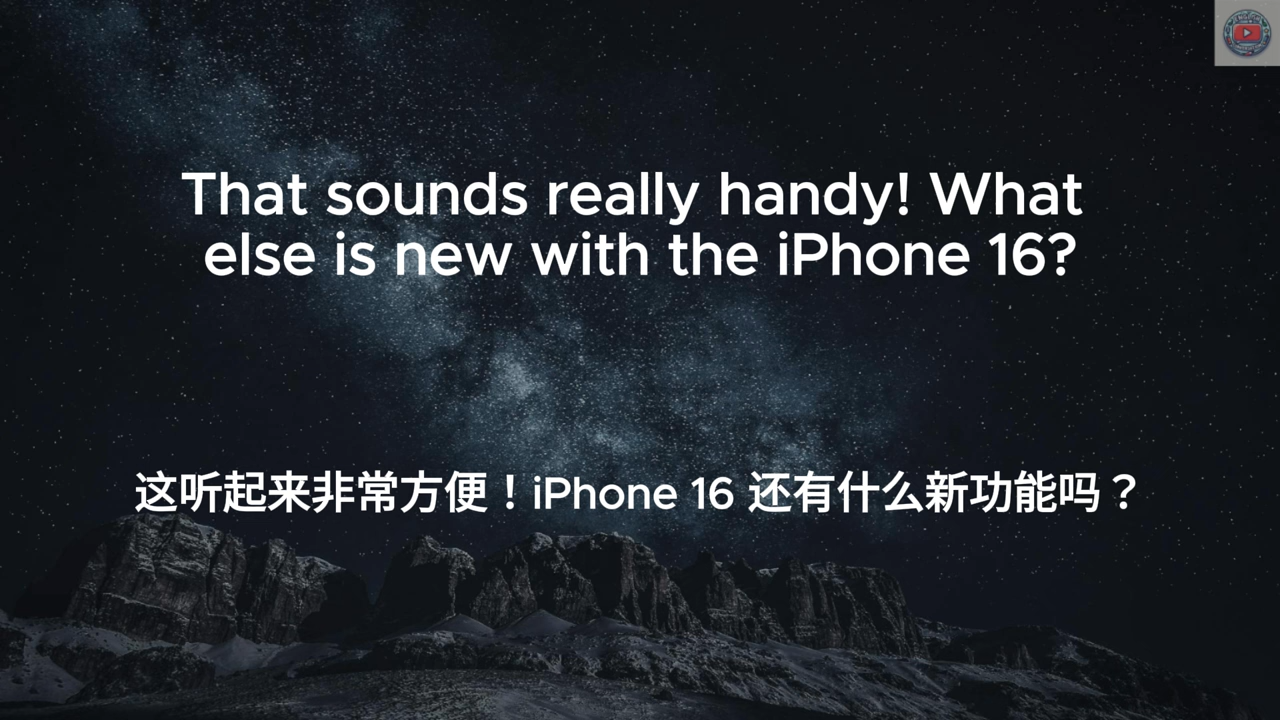 That sounds really handy! What
else is new with the iPhone 16?
这听起来非常方便！iPhone 16 还有什么新功能吗？